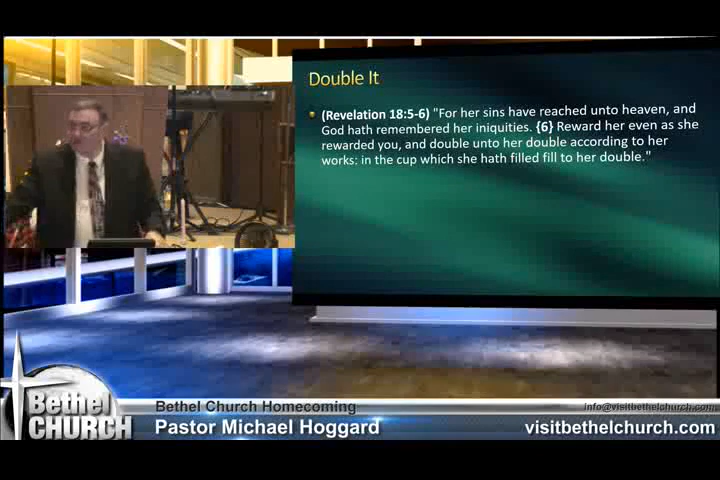 Double It
(Revelation 18:5-6) "For her sins have reached unto heaven, and
God hath remembered her iniquities. {6} Reward her even as she
rewarded you, and double unto her double according to her
works: in the cup which she hath filled fill to her double."
Bethel
CHURCH
Bethel Church Homecoming
info@visitbethelchurch.com
Pastor Michael Hoggard
visitbethelchurch.com